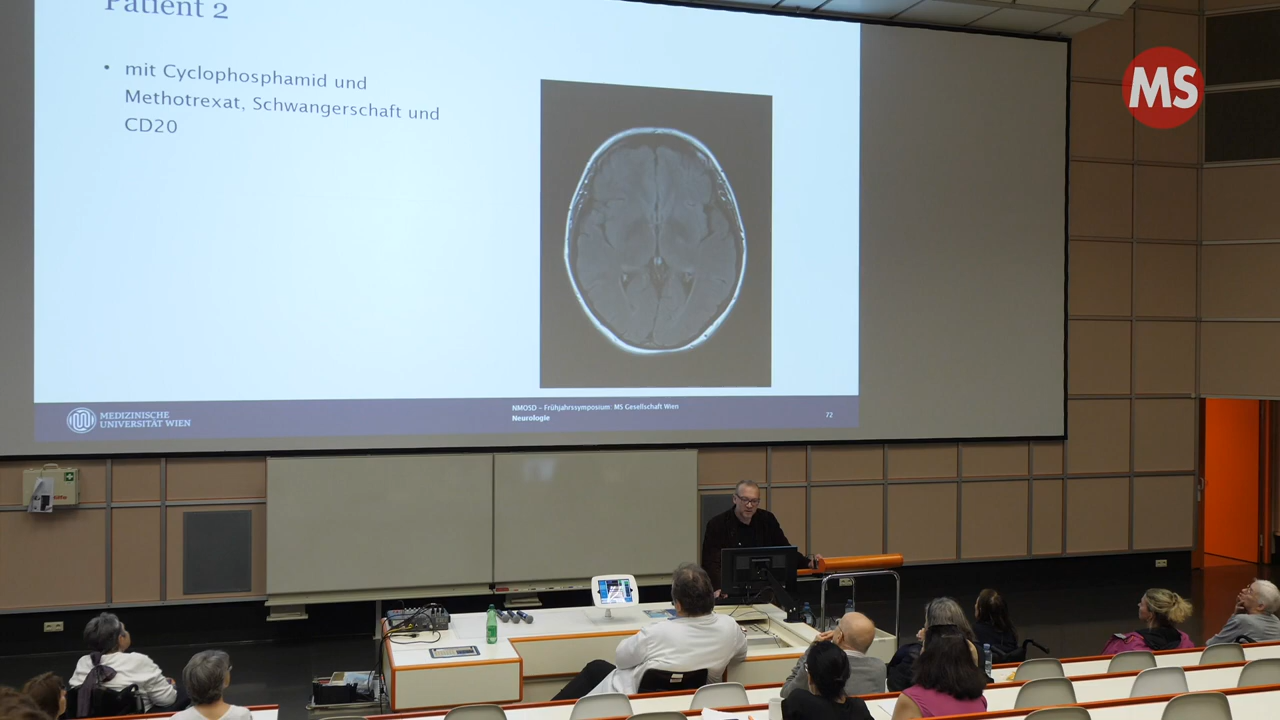 Patient 2
• mit Cyclophosphamid und
Methotrexat, Schwangerschaft und
CD20
MS
MEDIZINISCHE
UNIVERSITÄT WIEN
NMOSD – Frühjahrssymposium: MS Gesellschaft Wien
Neurologie
72